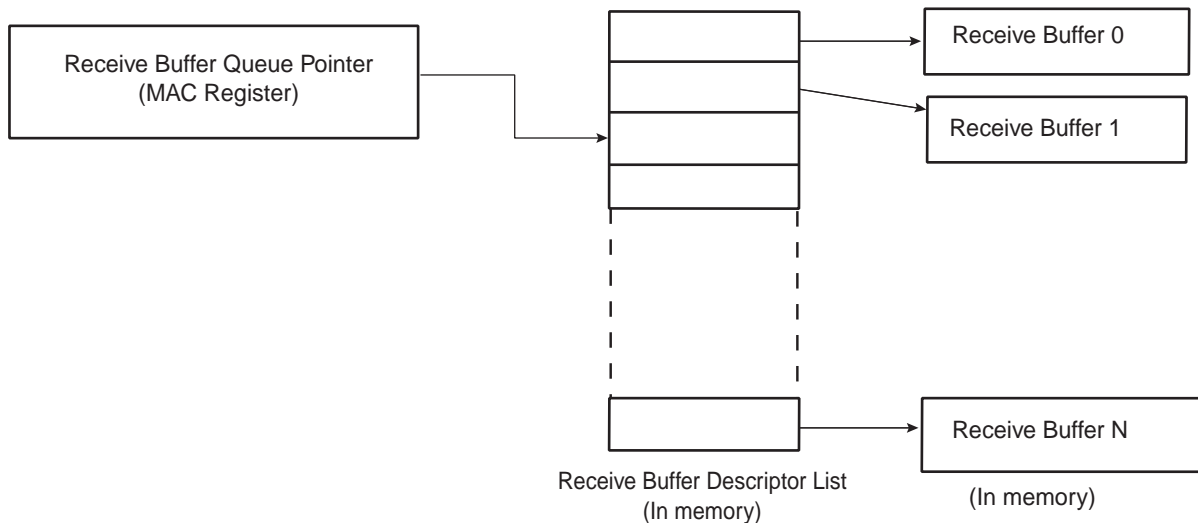 Receive Buffer Queue Pointer
(MAC Register)
Receive Buffer 0
Receive Buffer 1
Receive Buffer N
Receive Buffer Descriptor List
(In memory)
(In memory)